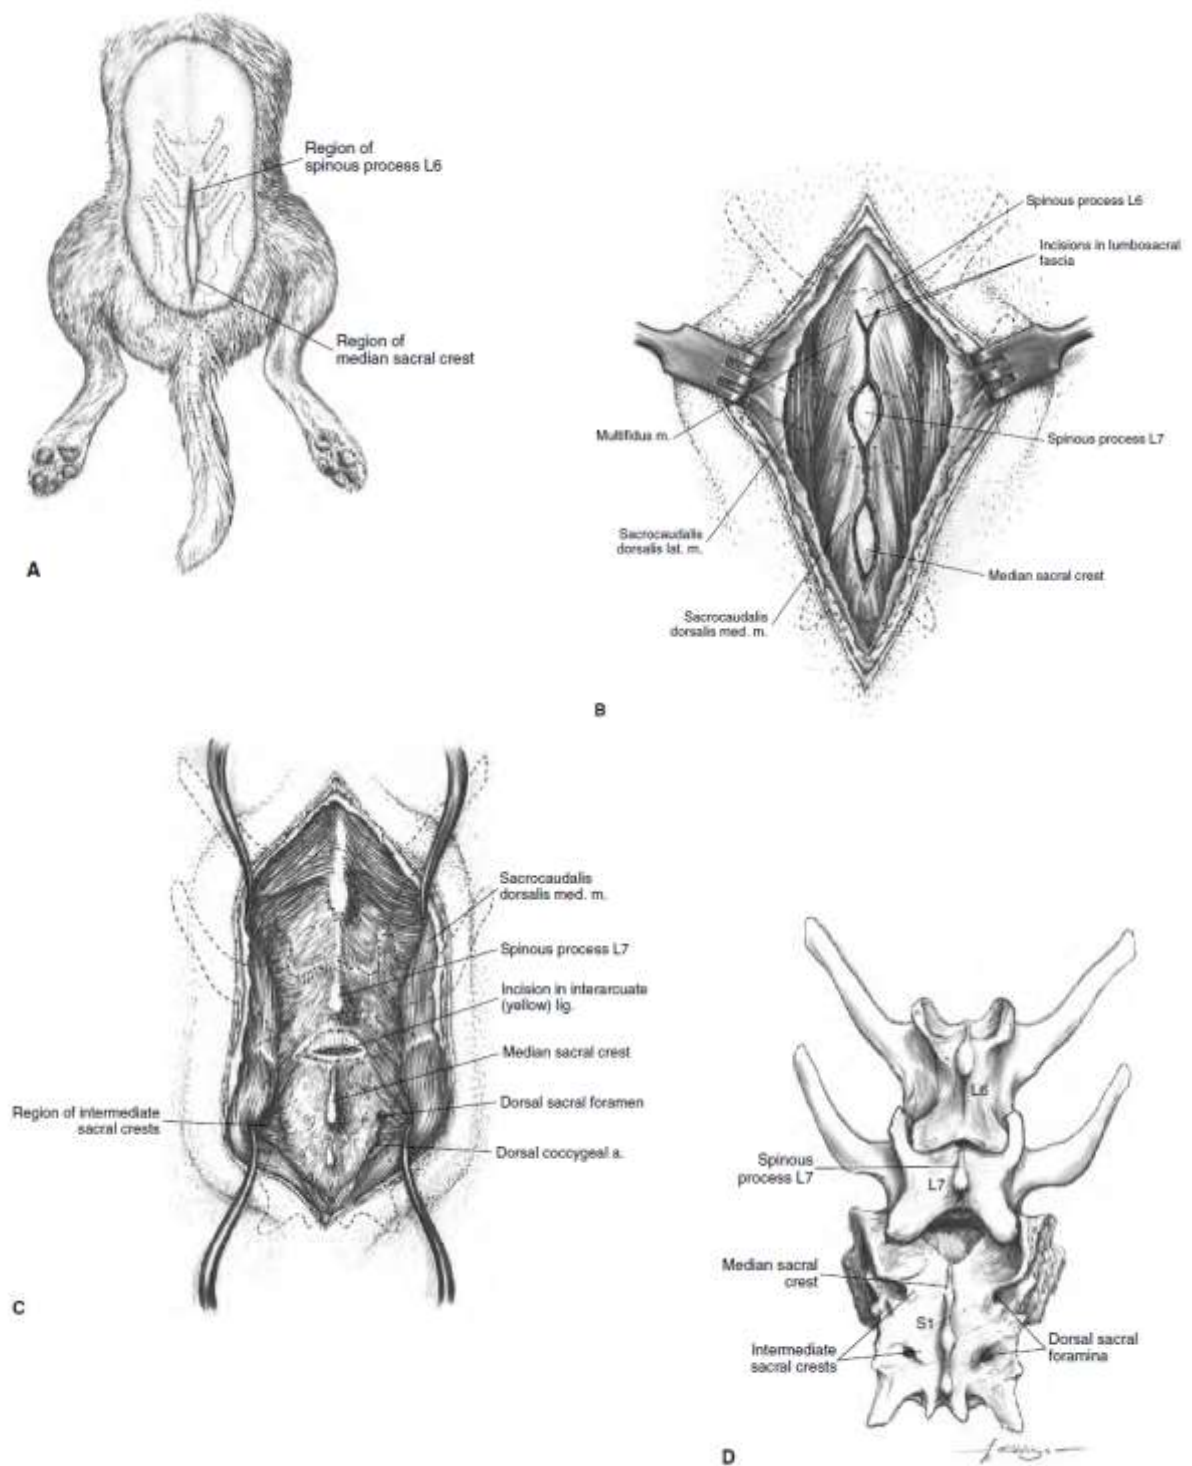 Region of
spinous process L6
Region of
median sacral crest
A
Spinous process L6
Incisions in lumbosacral
fascia
Multifidus m.
Spinous process L7
Sacrocaudalis
dorsalis lat. m.
Median sacral crest
Sacrocaudalis
dorsalis med. m.
B
Sacrocaudalis
dorsalis med. m.
Spinous process L7
Incision in interarcuate
(yellow) lig.
Median sacral crest
Dorsal sacral foramen
Region of intermediate
sacral crests
Dorsal coccygeal a.
C
L6
Spinous
process L7
L7
Median sacral
crest
S1
Intermediate
sacral crests
Dorsal sacral
foramina
D